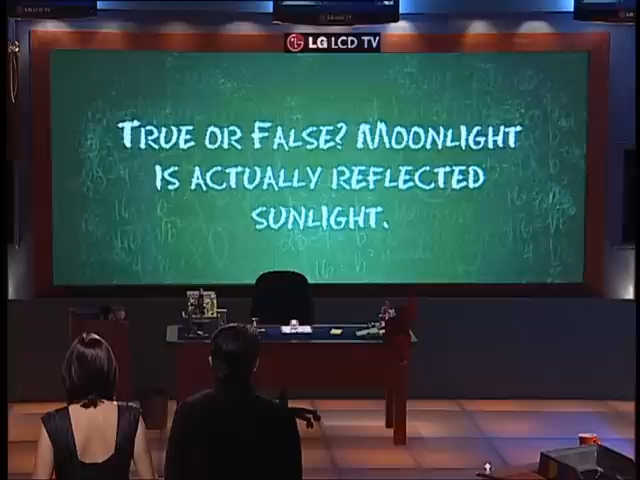 LG LCD TV
TRUE OR FALSE? MOONLIGHT
IS ACTUALLY REFLECTED
SUNLIGHT.